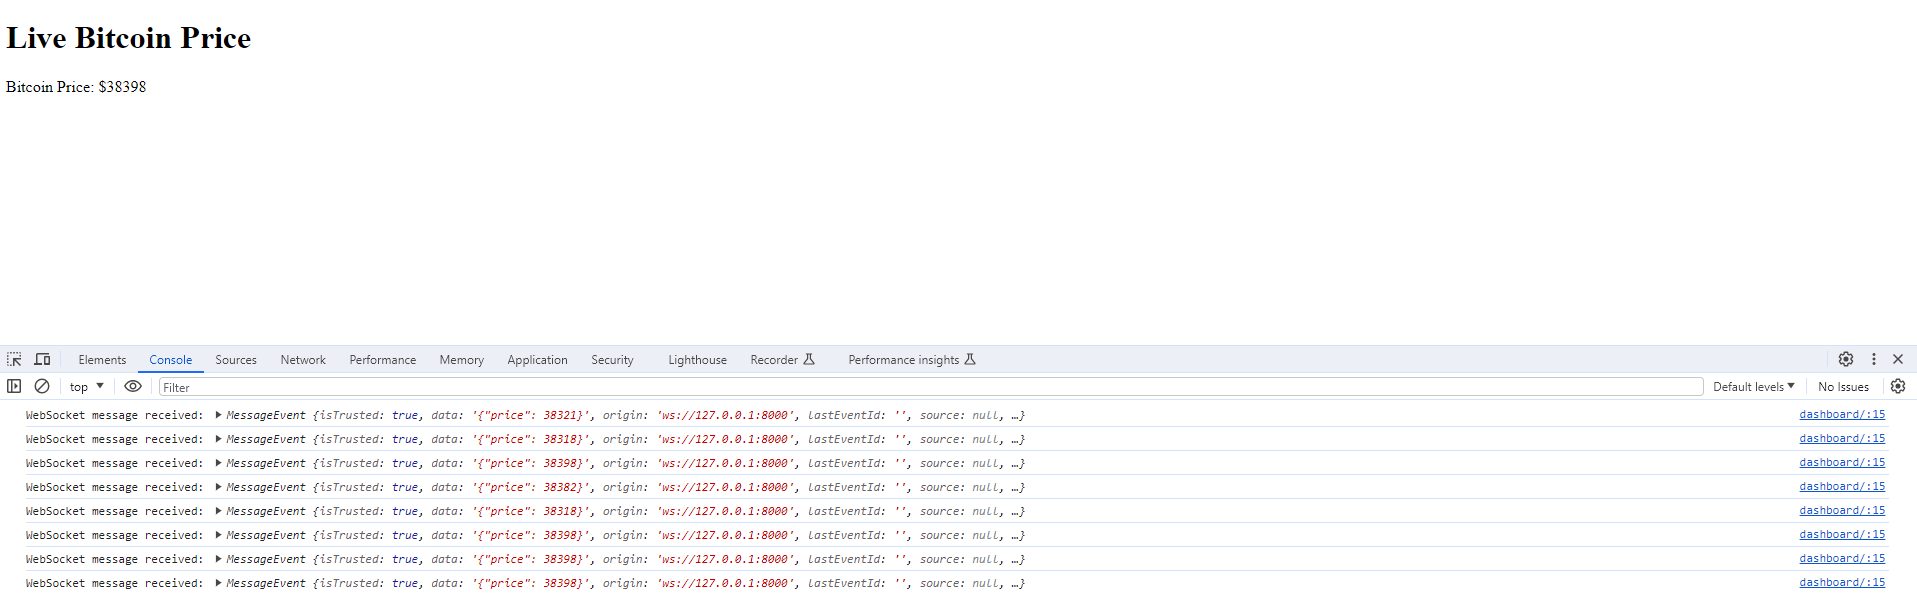 Live Bitcoin Price
Bitcoin Price: $38398
Elements Console Sources Network Performance Memory Application Security Lighthouse Recorder Performance insights
top Filter Default levels No Issues
WebSocket message received: MessageEvent {isTrusted: true, data: '{"price": 38321}', origin: 'ws://127.0.0.1:8000', lastEventId: '', source: null, …} dashboard/:15
WebSocket message received: MessageEvent {isTrusted: true, data: '{"price": 38318}', origin: 'ws://127.0.0.1:8000', lastEventId: '', source: null, …} dashboard/:15
WebSocket message received: MessageEvent {isTrusted: true, data: '{"price": 38398}', origin: 'ws://127.0.0.1:8000', lastEventId: '', source: null, …} dashboard/:15
WebSocket message received: MessageEvent {isTrusted: true, data: '{"price": 38382}', origin: 'ws://127.0.0.1:8000', lastEventId: '', source: null, …} dashboard/:15
WebSocket message received: MessageEvent {isTrusted: true, data: '{"price": 38318}', origin: 'ws://127.0.0.1:8000', lastEventId: '', source: null, …} dashboard/:15
WebSocket message received: MessageEvent {isTrusted: true, data: '{"price": 38398}', origin: 'ws://127.0.0.1:8000', lastEventId: '', source: null, …} dashboard/:15
WebSocket message received: MessageEvent {isTrusted: true, data: '{"price": 38398}', origin: 'ws://127.0.0.1:8000', lastEventId: '', source: null, …} dashboard/:15
WebSocket message received: MessageEvent {isTrusted: true, data: '{"price": 38398}', origin: 'ws://127.0.0.1:8000', lastEventId: '', source: null, …} dashboard/:15